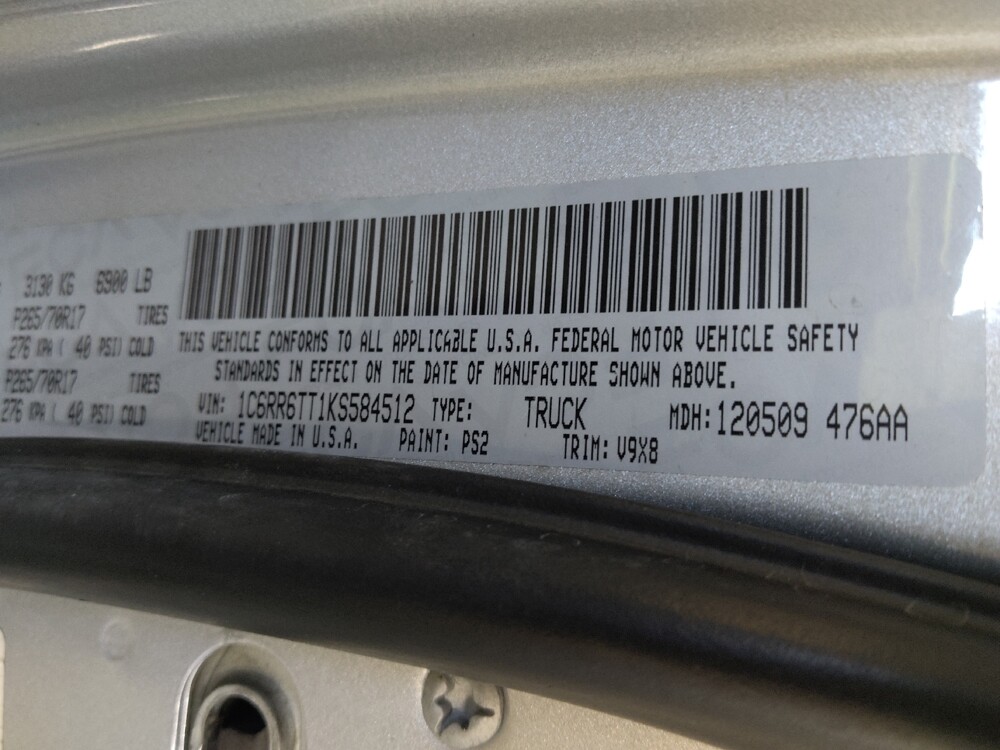 3130 KG 6900 LB
P265/70R17 TIRES
276 KPA ( 40 PSI) COLD
P265/70R17 TIRES
276 KPA ( 40 PSI) COLD
THIS VEHICLE CONFORMS TO ALL APPLICABLE U.S.A. FEDERAL MOTOR VEHICLE SAFETY
STANDARDS IN EFFECT ON THE DATE OF MANUFACTURE SHOWN ABOVE.
VIN: 1C6RR6TT1KS584512 TYPE: TRUCK MDH:120509 476AA
VEHICLE MADE IN U.S.A. PAINT: PS2 TRIM: V9X8